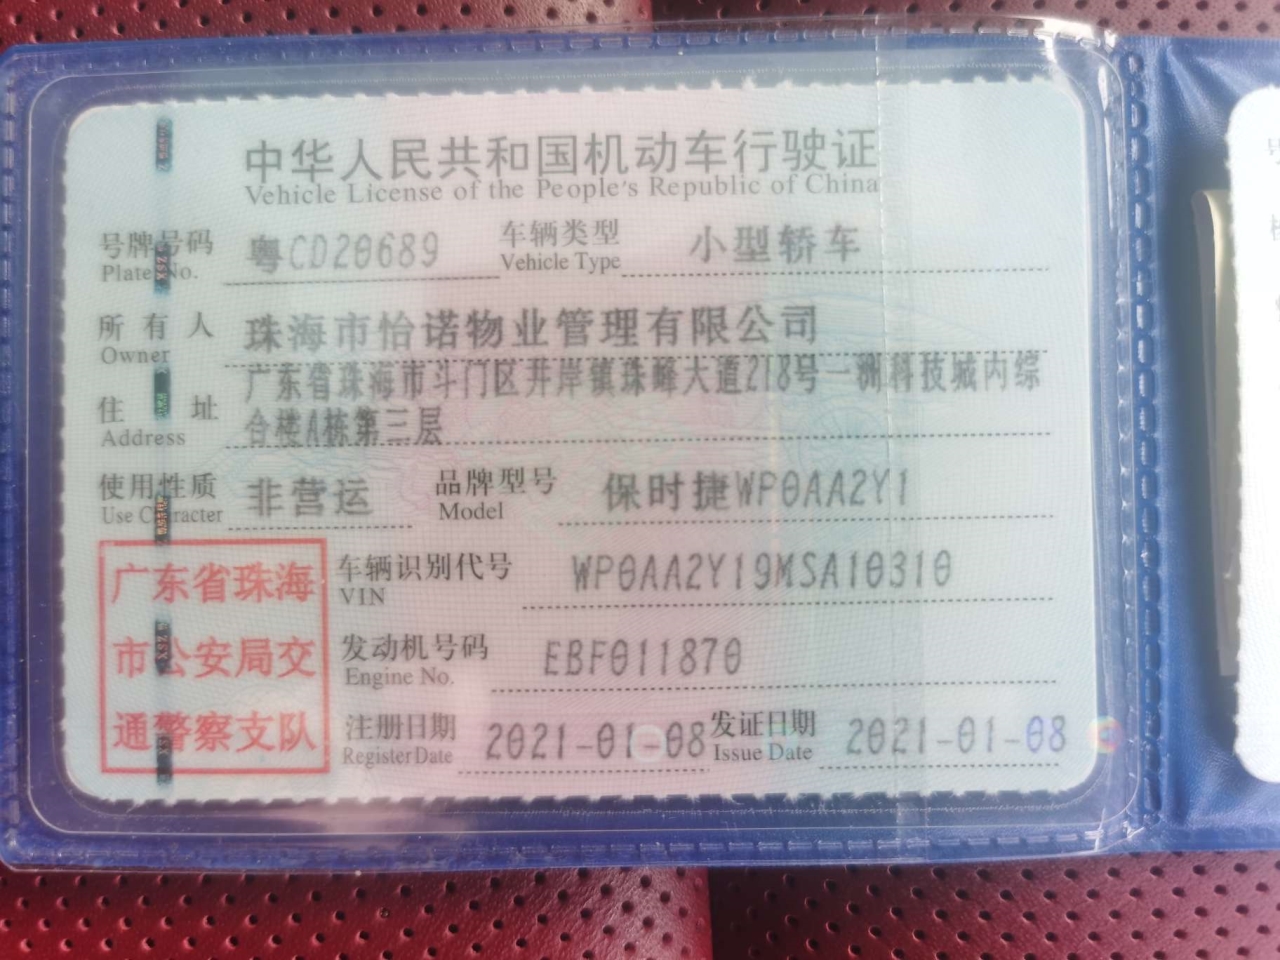 中华人民共和国机动车行驶证
Vehicle License of the People's Republic of China
号牌号码 粤CD20689 车辆类型 小型轿车
Plate No. Vehicle Type
所有人 珠海市怡诺物业管理有限公司
Owner
住址 广东省珠海市斗门区井岸镇珠峰大道218号一洲科技城内综
Address 合楼A栋第三层
使用性质 非营运 品牌型号 保时捷WP0AA2Y1
Use Character Model
车辆识别代号 WP0AA2Y19MSA10310
VIN
发动机号码 EBF011870
Engine No.
注册日期 2021-01-08 发证日期 2021-01-08
Register Date Issue Date
广东省珠海
市公安局交
通警察支队